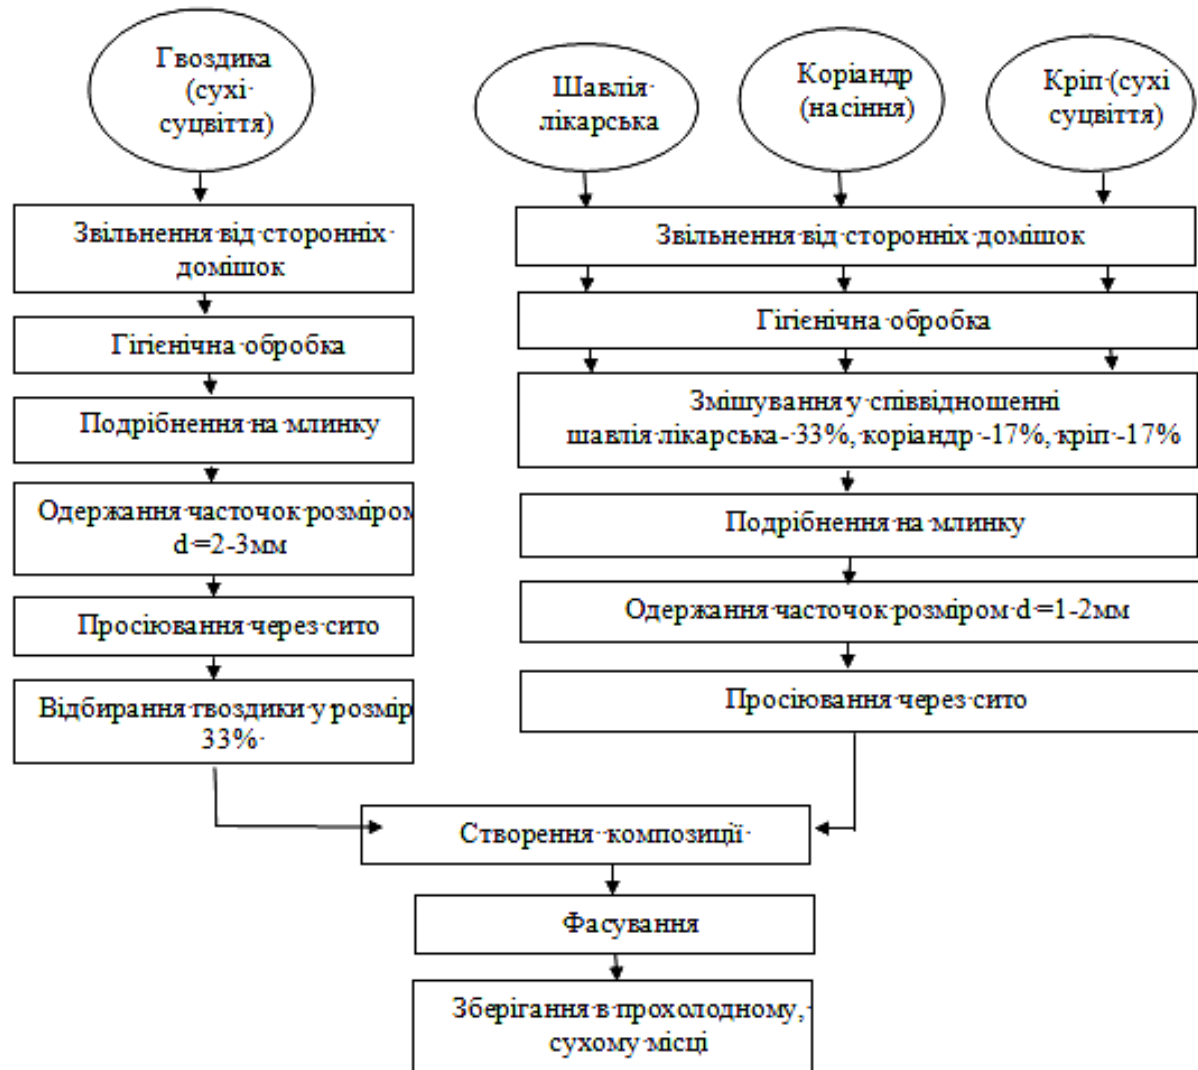 Гвоздика
(сухі·
суцвіття)
Шавлія·
лікарська
Коріандр
(насіння)
Кріп·(сухі
суцвіття)
Звільнення·від·сторонніх·
домішок
Гігієнічна·обробка
Подрібнення·на·млинку
Одержання·часточок·розміром
d·=2-3мм
Просіювання·через·сито
Відбирання·гвоздики·у·розмір
33%·
Звільнення·від·сторонніх·домішок
Гігієнічна·обробка
Змішування·у·співвідношенні
шавлія·лікарська-·33%,·коріандр·-17%,·кріп·-17%
Подрібнення·на·млинку
Одержання·часточок·розміром·d·=1-2мм
Просіювання·через·сито
Створення··композиції·
Фасування
Зберігання·в·прохолодному,·
сухому·місці